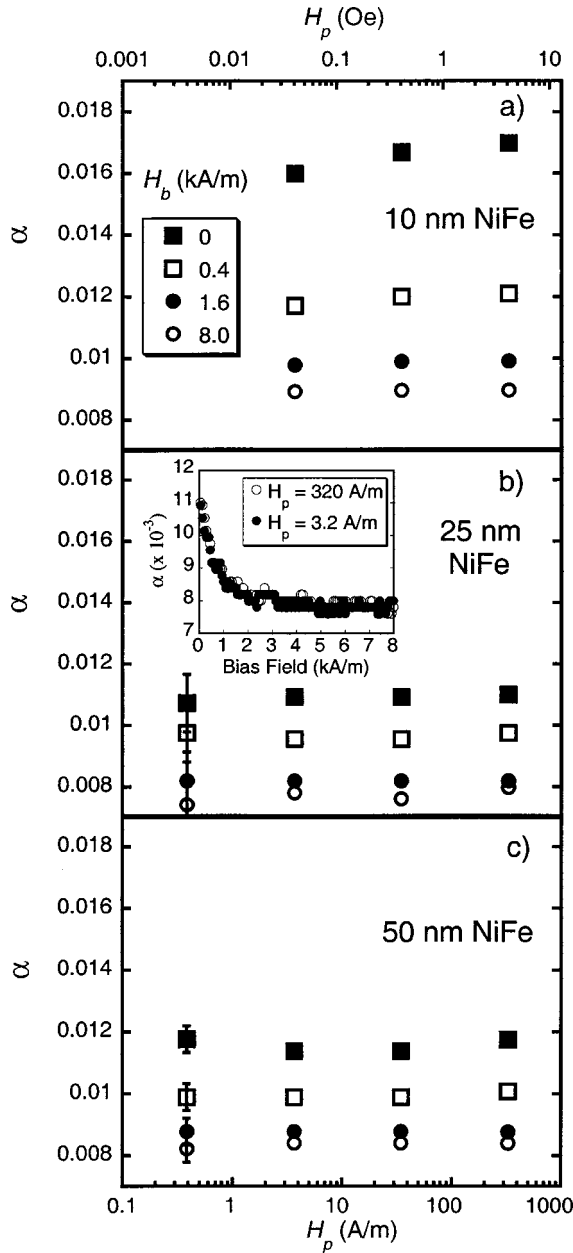 H_p (Oe)
0.001 0.01 0.1 1 10
a)
0.018
0.016
0.014
0.012
0.01
0.008
α
H_b (kA/m)
0
0.4
1.6
8.0
10 nm NiFe
b)
0.018
0.016
0.014
0.012
0.01
0.008
α
25 nm
NiFe
12
11
10
9
8
7
α (x 10^-3)
H_p = 320 A/m
H_p = 3.2 A/m
0 1 2 3 4 5 6 7 8
Bias Field (kA/m)
c)
0.018
0.016
0.014
0.012
0.01
0.008
α
50 nm NiFe
0.1 1 10 100 1000
H_p (A/m)